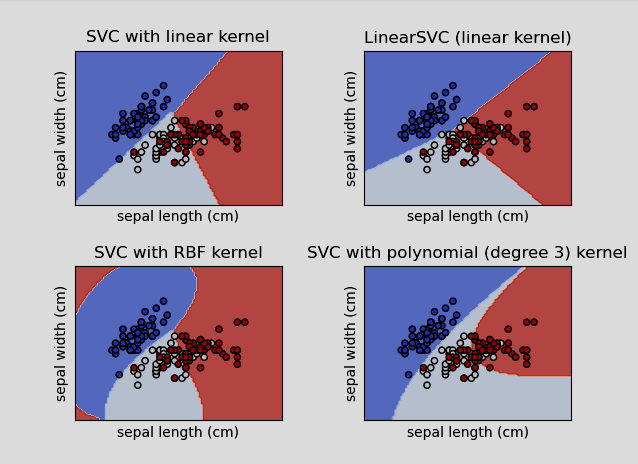 SVC with linear kernel
LinearSVC (linear kernel)
sepal width (cm)
sepal width (cm)
sepal length (cm)
sepal length (cm)
SVC with RBF kernel
SVC with polynomial (degree 3) kernel
sepal width (cm)
sepal width (cm)
sepal length (cm)
sepal length (cm)